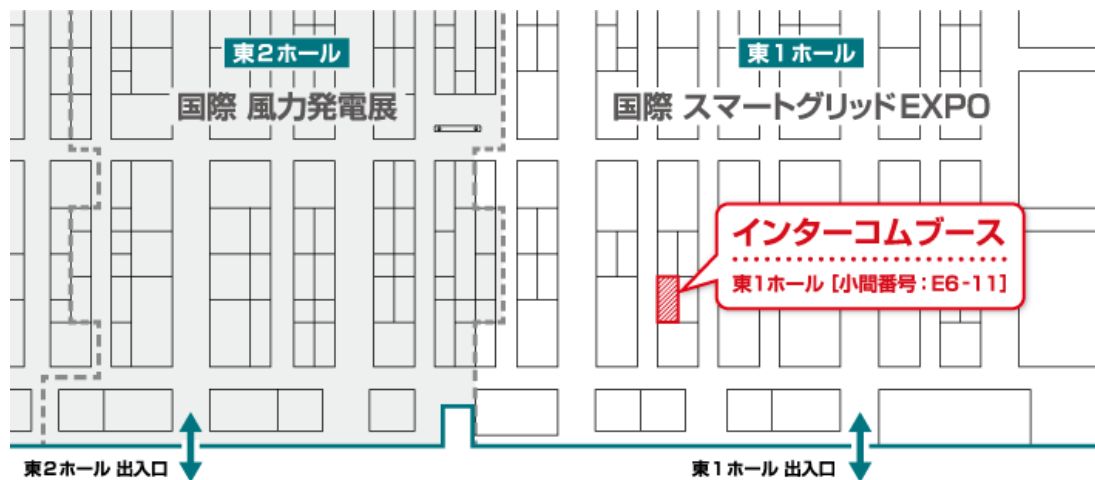 東2ホール
国際 風力発電展
東1ホール
国際 スマートグリッドEXPO
インターコムブース
東1ホール [小間番号:E6-11]
東2ホール 出入口
東1ホール 出入口